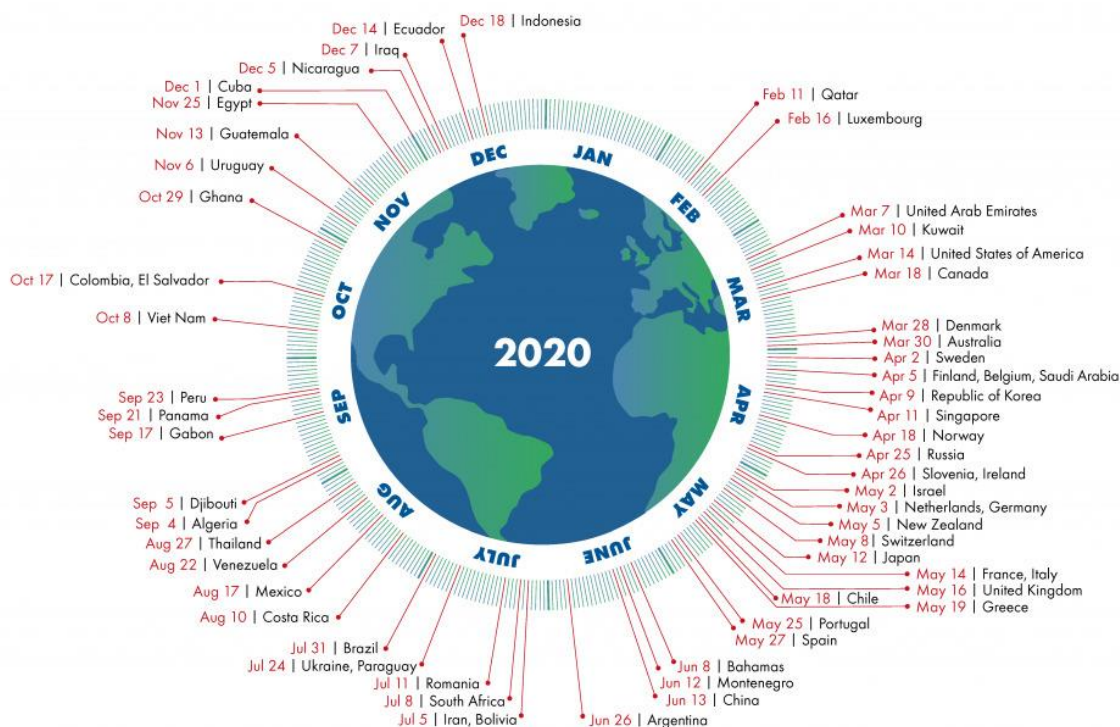 Dec 18 | Indonesia
Dec 14 | Ecuador
Dec 7 | Iraq
Dec 5 | Nicaragua
Dec 1 | Cuba
Nov 25 | Egypt
Nov 13 | Guatemala
Nov 6 | Uruguay
Oct 29 | Ghana
Oct 17 | Colombia, El Salvador
Oct 8 | Viet Nam
Sep 23 | Peru
Sep 21 | Panama
Sep 17 | Gabon
Sep 5 | Djibouti
Sep 4 | Algeria
Aug 27 | Thailand
Aug 22 | Venezuela
Aug 17 | Mexico
Aug 10 | Costa Rica
Jul 31 | Brazil
Jul 24 | Ukraine, Paraguay
Jul 11 | Romania
Jul 8 | South Africa
Jul 5 | Iran, Bolivia
JAN
FEB
MAR
APR
MAY
JUNE
JULY
AUG
SEP
OCT
NOV
DEC
2020
Feb 11 | Qatar
Feb 16 | Luxembourg
Mar 7 | United Arab Emirates
Mar 10 | Kuwait
Mar 14 | United States of America
Mar 18 | Canada
Mar 28 | Denmark
Mar 30 | Australia
Apr 2 | Sweden
Apr 5 | Finland, Belgium, Saudi Arabia
Apr 9 | Republic of Korea
Apr 11 | Singapore
Apr 18 | Norway
Apr 25 | Russia
Apr 26 | Slovenia, Ireland
May 2 | Israel
May 3 | Netherlands, Germany
May 5 | New Zealand
May 8 | Switzerland
May 12 | Japan
May 14 | France, Italy
May 16 | United Kingdom
May 18 | Chile
May 19 | Greece
May 25 | Portugal
May 27 | Spain
Jun 8 | Bahamas
Jun 12 | Montenegro
Jun 13 | China
Jun 26 | Argentina